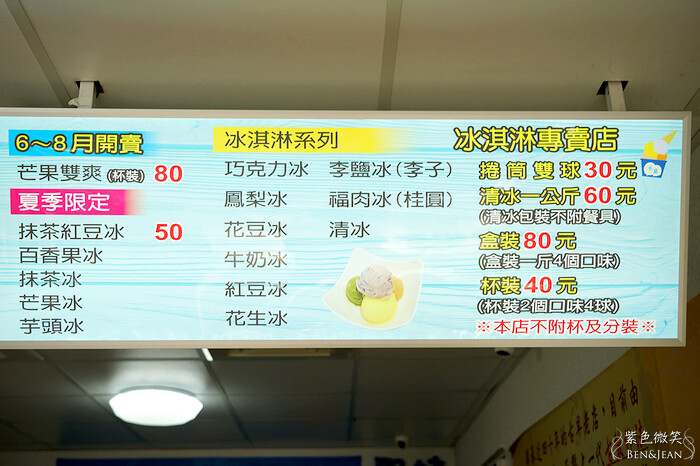 6～8月開賣
芒果雙爽(杯裝) 80
夏季限定
抹茶紅豆冰 50
百香果冰
抹茶冰
芒果冰
芋頭冰
冰淇淋系列
巧克力冰 李鹽冰(李子)
鳳梨冰 福肉冰(桂圓)
花豆冰 清冰
牛奶冰
紅豆冰
花生冰
冰淇淋專賣店
捲筒雙球30元
清冰一公斤60元
(清冰包裝不附餐具)
盒裝80元
(盒裝一斤4個口味)
杯裝40元
(杯裝2個口味4球)
※本店不附杯及分裝※
紫色微笑
BEN&JEAN